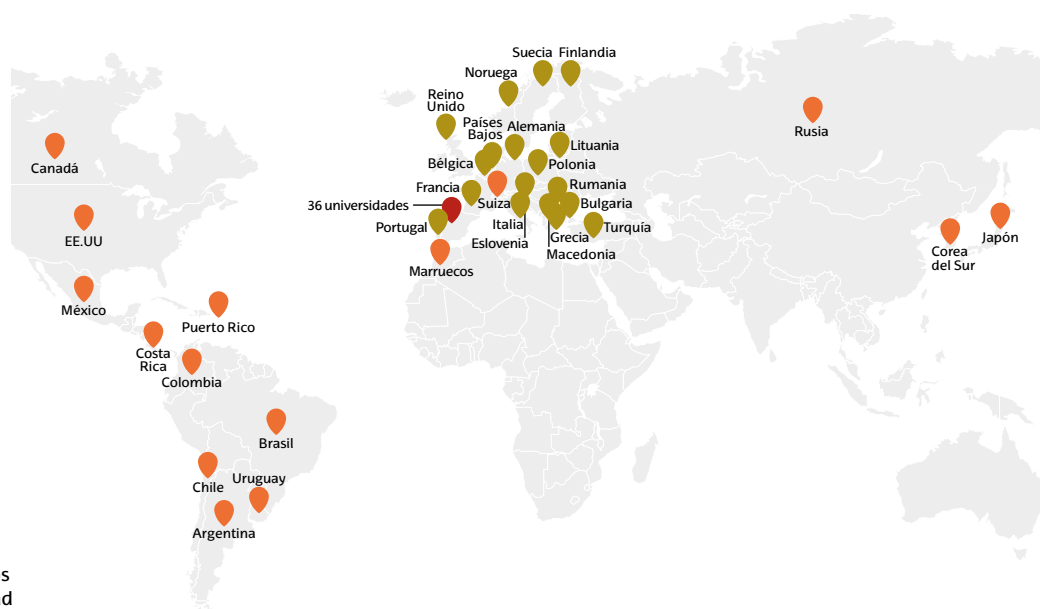 Suecia
Finlandia
Noruega
Reino
Unido
Países
Bajos
Alemania
Lituania
Bélgica
Polonia
Francia
Rumania
36 universidades
Suiza
Bulgaria
Portugal
Italia
Turquía
Eslovenia
Grecia
Macedonia
Marruecos
Rusia
Canadá
EE.UU
Japón
Corea
del Sur
México
Puerto Rico
Costa
Rica
Colombia
Brasil
Chile
Uruguay
Argentina